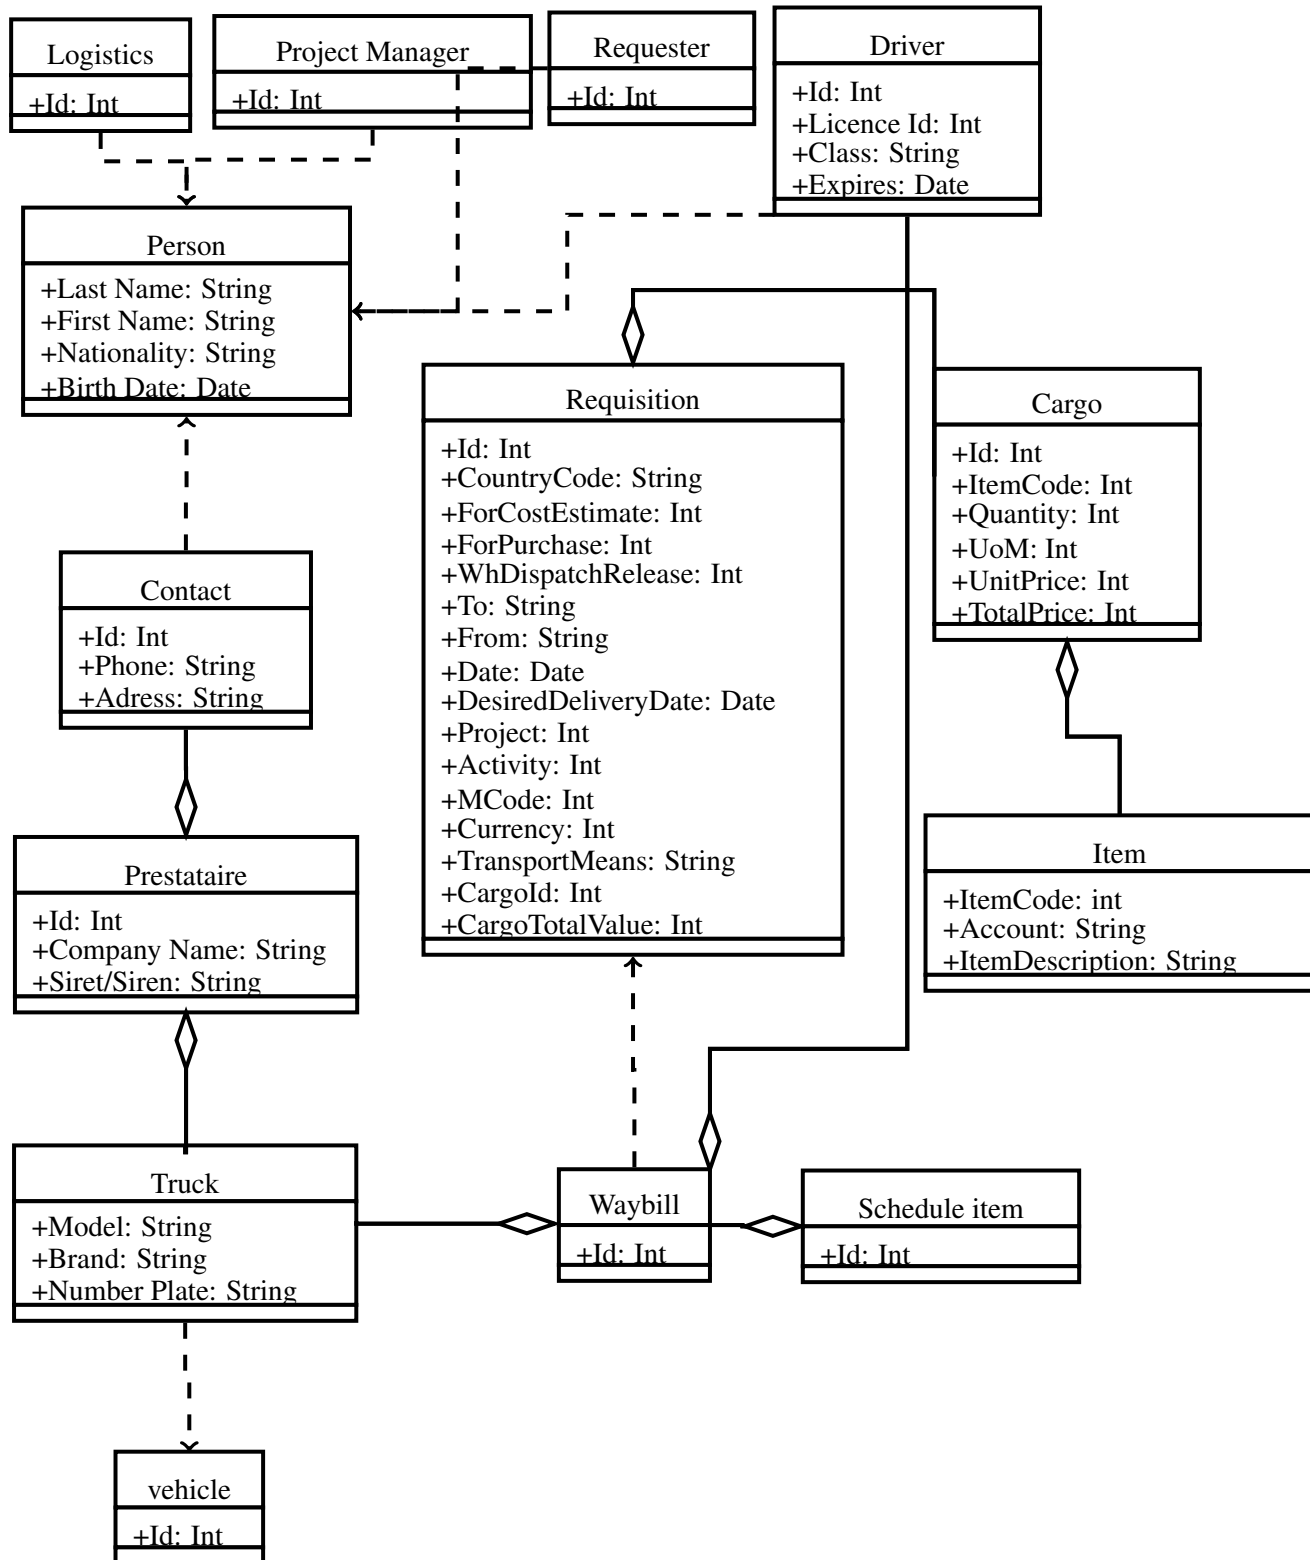 Logistics
+Id: Int
Project Manager
+Id: Int
Requester
+Id: Int
Driver
+Id: Int
+Licence Id: Int
+Class: String
+Expires: Date
Person
+Last Name: String
+First Name: String
+Nationality: String
+Birth Date: Date
Requisition
+Id: Int
+CountryCode: String
+ForCostEstimate: Int
+ForPurchase: Int
+WhDispatchRelease: Int
+To: String
+From: String
+Date: Date
+DesiredDeliveryDate: Date
+Project: Int
+Activity: Int
+MCode: Int
+Currency: Int
+TransportMeans: String
+CargoId: Int
+CargoTotalValue: Int
Cargo
+Id: Int
+ItemCode: Int
+Quantity: Int
+UoM: Int
+UnitPrice: Int
+TotalPrice: Int
Contact
+Id: Int
+Phone: String
+Adress: String
Prestataire
+Id: Int
+Company Name: String
+Siret/Siren: String
Item
+ItemCode: int
+Account: String
+ItemDescription: String
Truck
+Model: String
+Brand: String
+Number Plate: String
Waybill
+Id: Int
Schedule item
+Id: Int
vehicle
+Id: Int